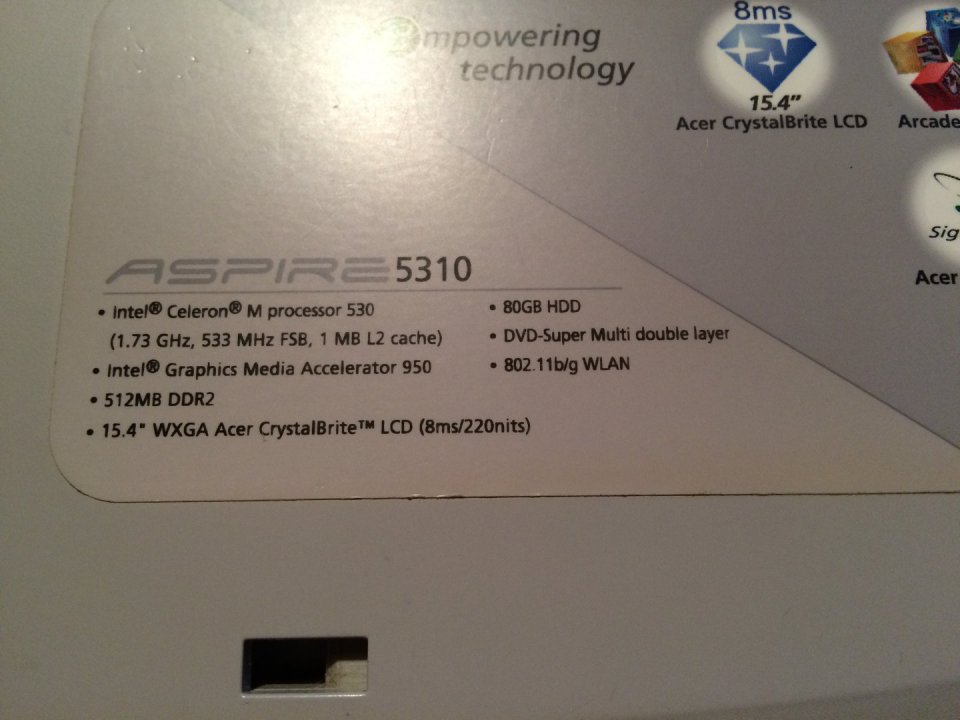 empowering
technology
8ms
15.4"
Acer CrystalBrite LCD
Arcade
Sig
Acer
ASPIRE 5310
• Intel® Celeron® M processor 530
(1.73 GHz, 533 MHz FSB, 1 MB L2 cache)
• Intel® Graphics Media Accelerator 950
• 512MB DDR2
• 15.4" WXGA Acer CrystalBrite™ LCD (8ms/220nits)
• 80GB HDD
• DVD-Super Multi double layer
• 802.11b/g WLAN